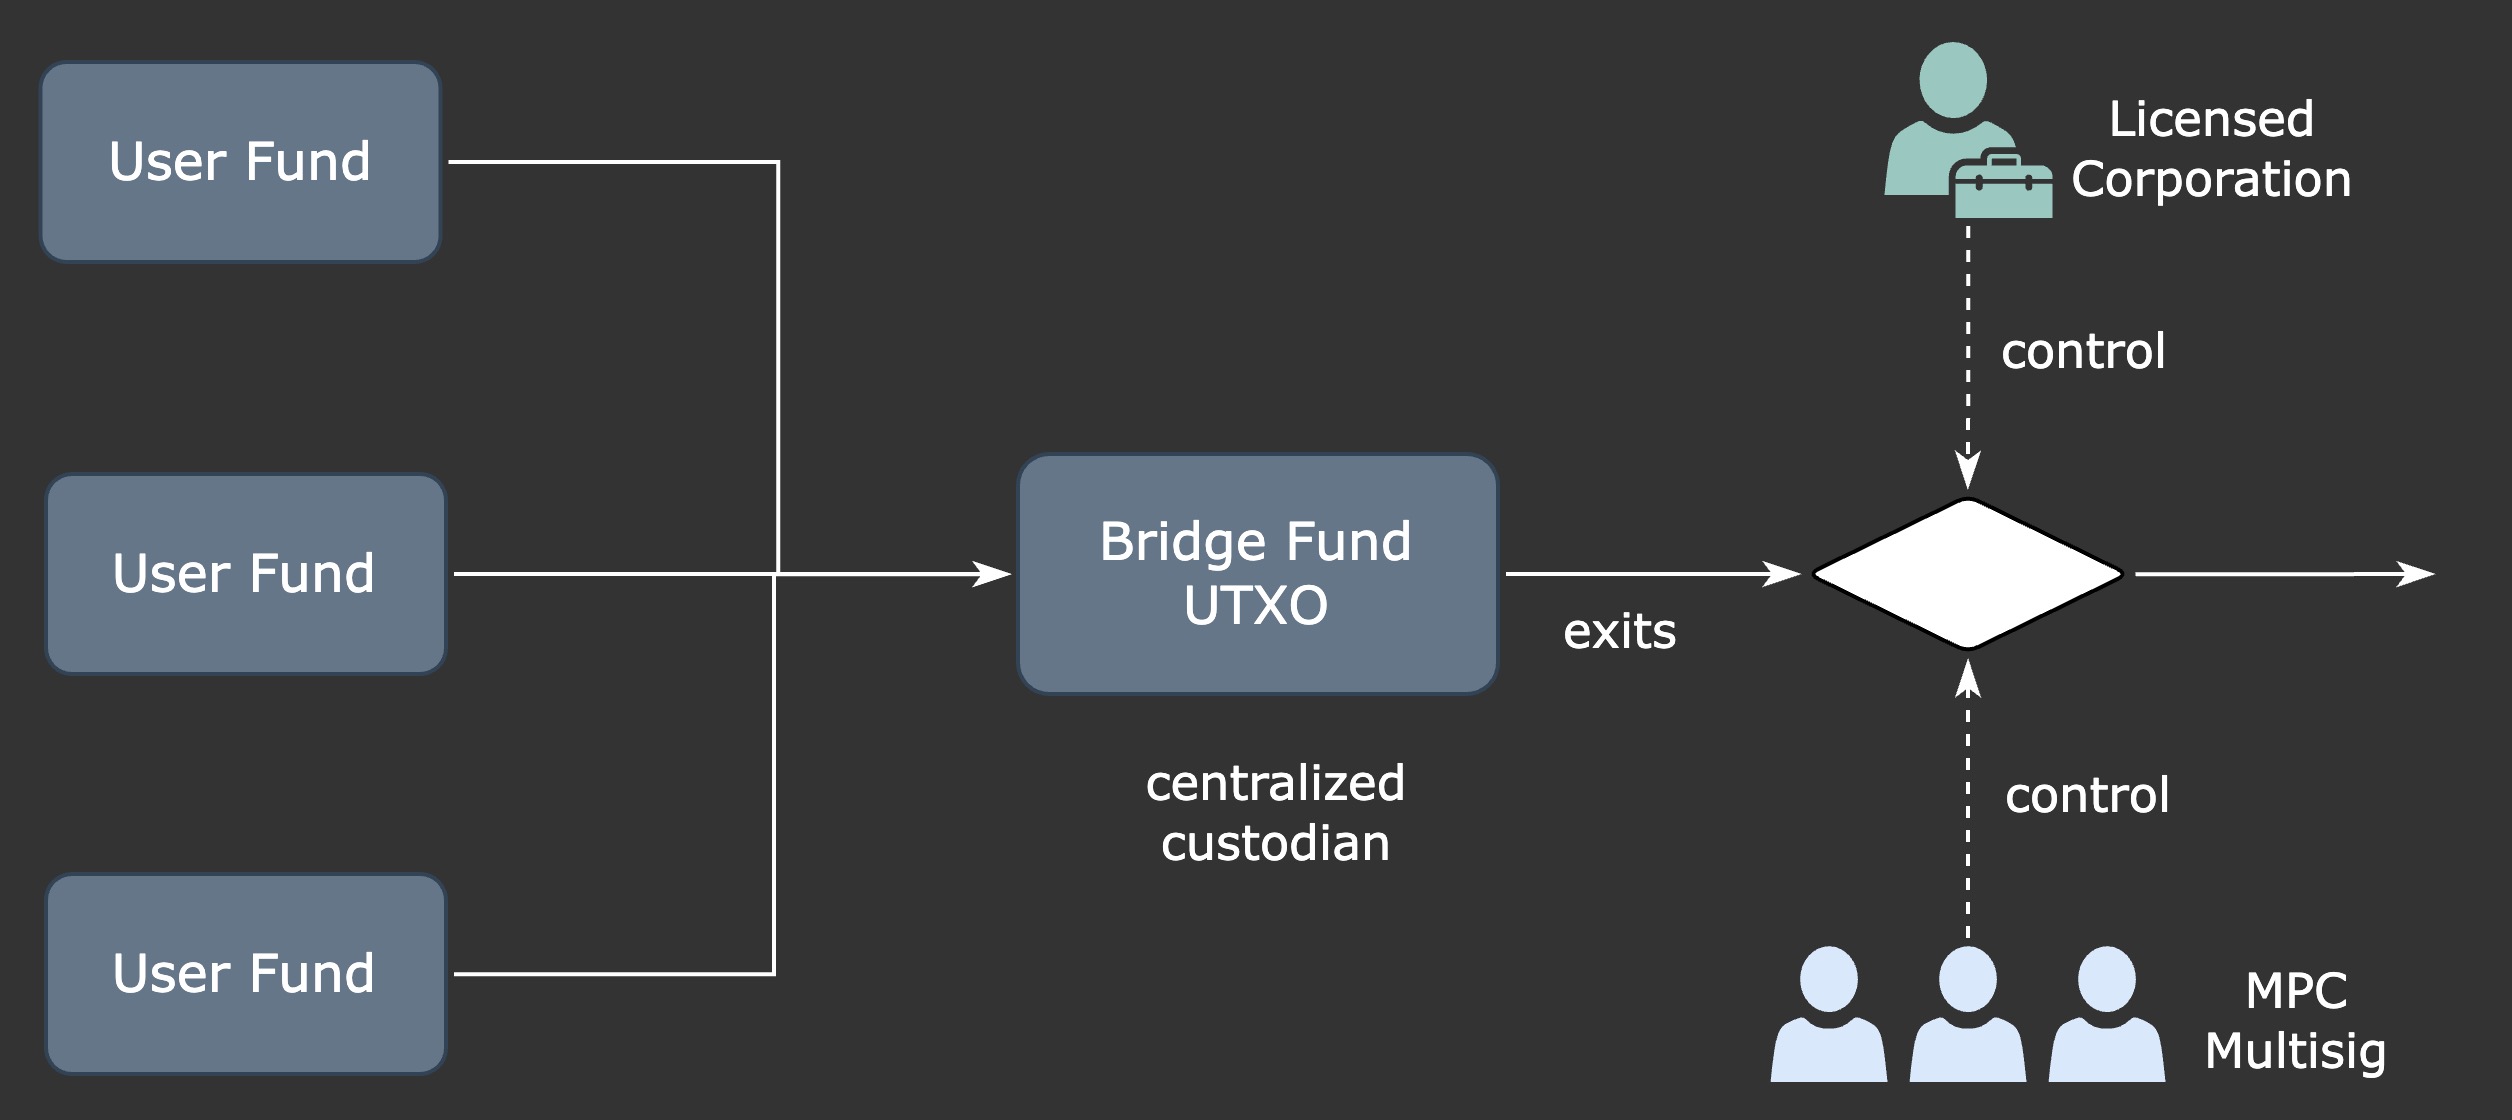 User Fund
User Fund
User Fund
Bridge Fund
UTXO
centralized
custodian
exits
Licensed
Corporation
control
control
MPC
Multisig